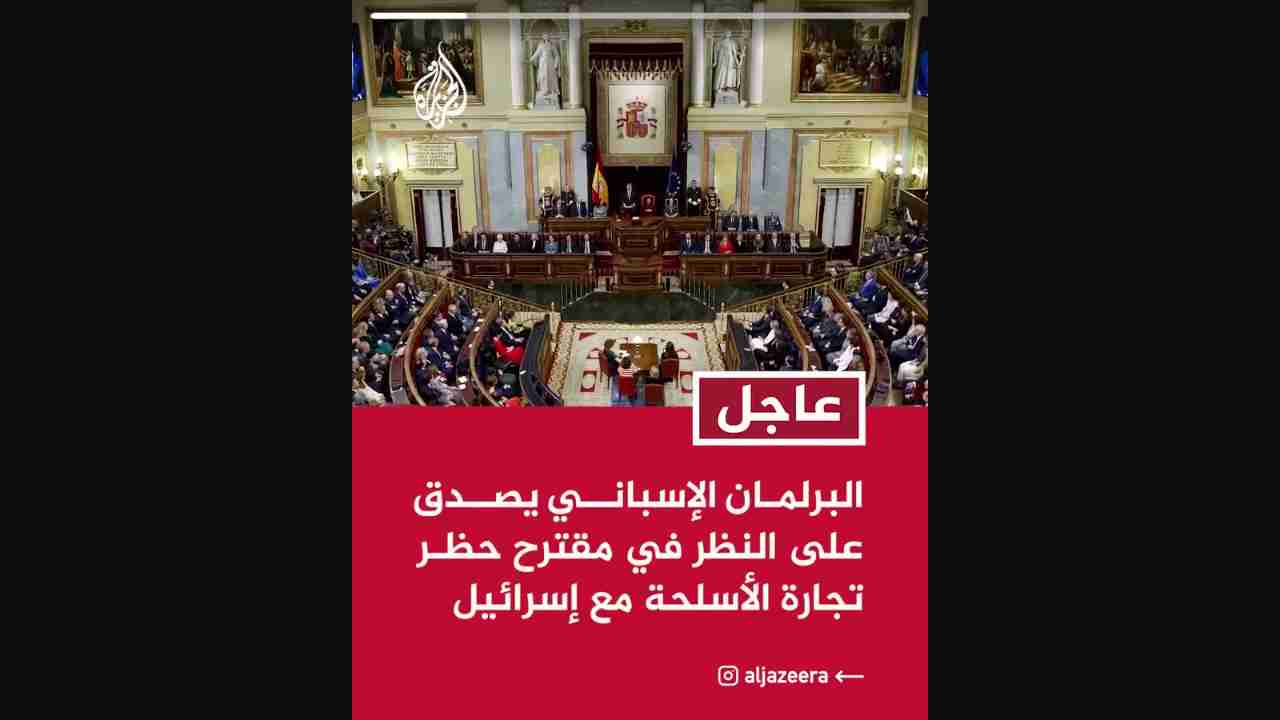 الجزيرة
عاجل
البرلمان الإسباني يصدق
على النظر في مقترح حظر
تجارة الأسلحة مع إسرائيل
aljazeera